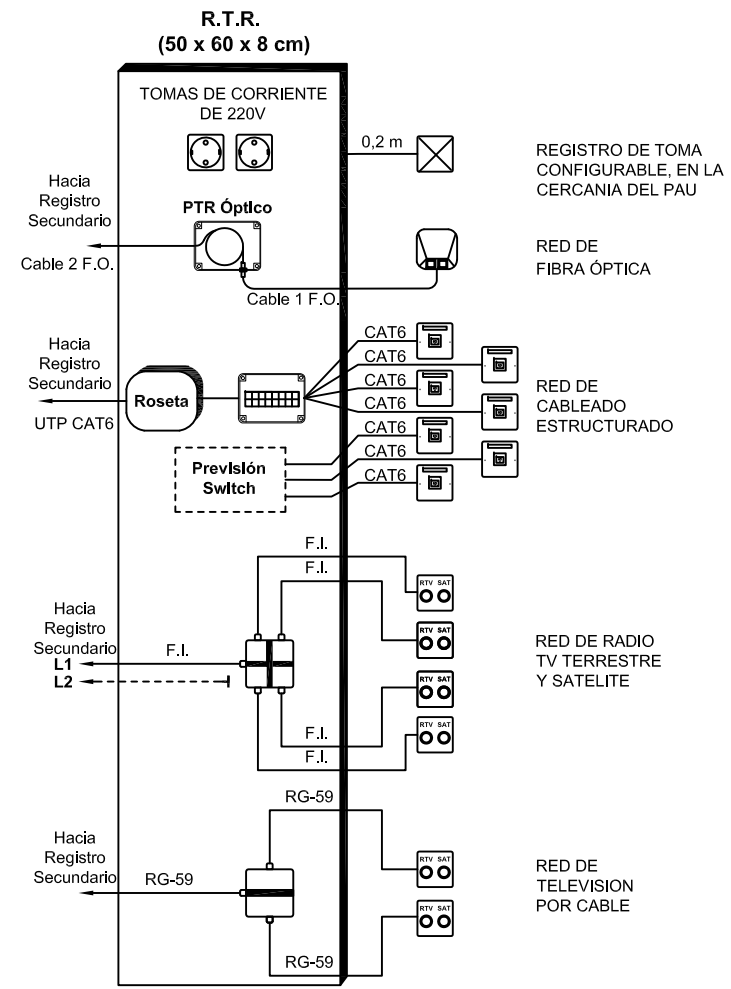 R.T.R.
(50 x 60 x 8 cm)
TOMAS DE CORRIENTE
DE 220V
0,2 m
REGISTRO DE TOMA
CONFIGURABLE, EN LA
CERCANIA DEL PAU
Hacia
Registro
Secundario
Cable 2 F.O.
PTR Óptico
Cable 1 F.O.
RED DE
FIBRA ÓPTICA
Hacia
Registro
Secundario
UTP CAT6
Roseta
Previsión
Switch
CAT6
CAT6
CAT6
CAT6
CAT6
CAT6
CAT6
RED DE
CABLEADO
ESTRUCTURADO
F.I.
F.I.
Hacia
Registro
Secundario
L1
L2
F.I.
F.I.
F.I.
RTV SAT
RTV SAT
RTV SAT
RTV SAT
RED DE RADIO
TV TERRESTRE
Y SATELITE
RG-59
Hacia
Registro
Secundario
RG-59
RG-59
RTV SAT
RTV SAT
RED DE
TELEVISION
POR CABLE